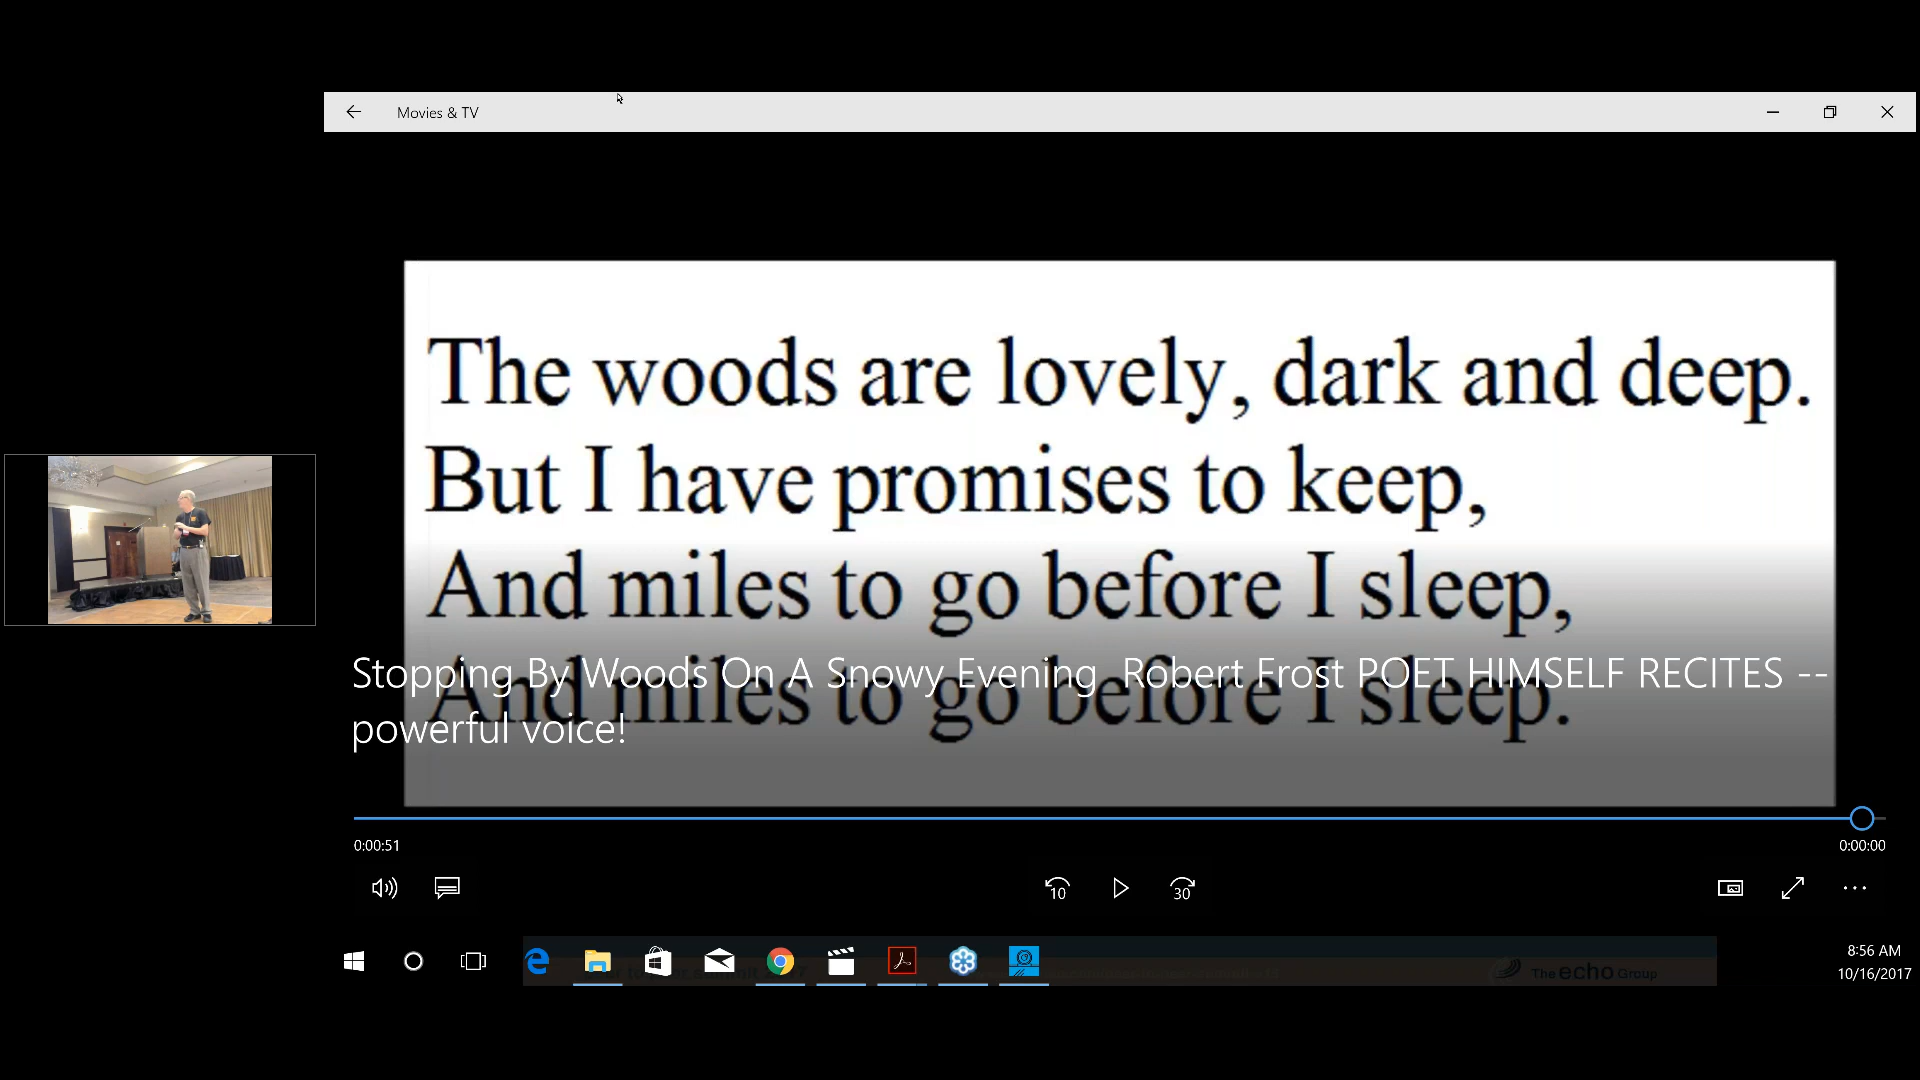 Movies & TV
The woods are lovely, dark and deep.
But I have promises to keep,
And miles to go before I sleep,
And miles to go before I sleep.
Stopping By Woods On A Snowy Evening  Robert Frost POET HIMSELF RECITES --
powerful voice!
0:00:51
0:00:00
10
30
The echo Group
8:56 AM
10/16/2017